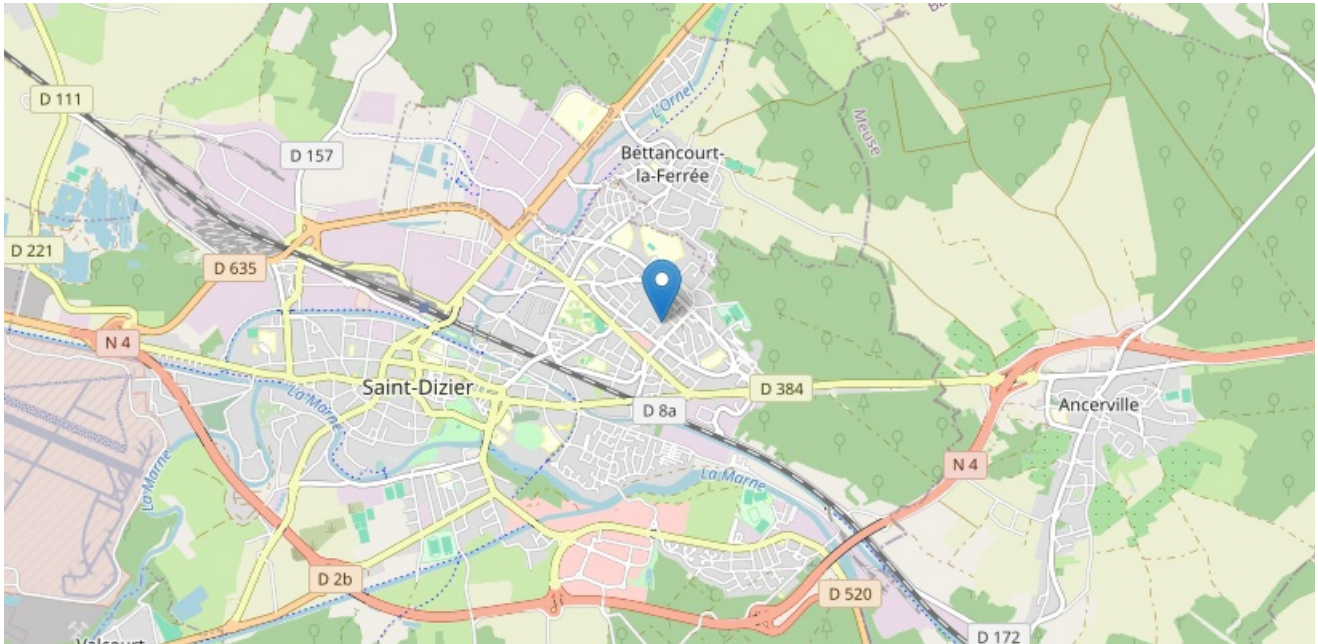 D 111
L'Ornel
Meuse
D 157
Bettancourt-
la-Ferrée
D 221
D 635
N 4
Saint-Dizier
La Marne
D 384
D 8a
Ancerville
La Marne
N 4
La Marne
D 2b
D 520
D 172
Valcourt